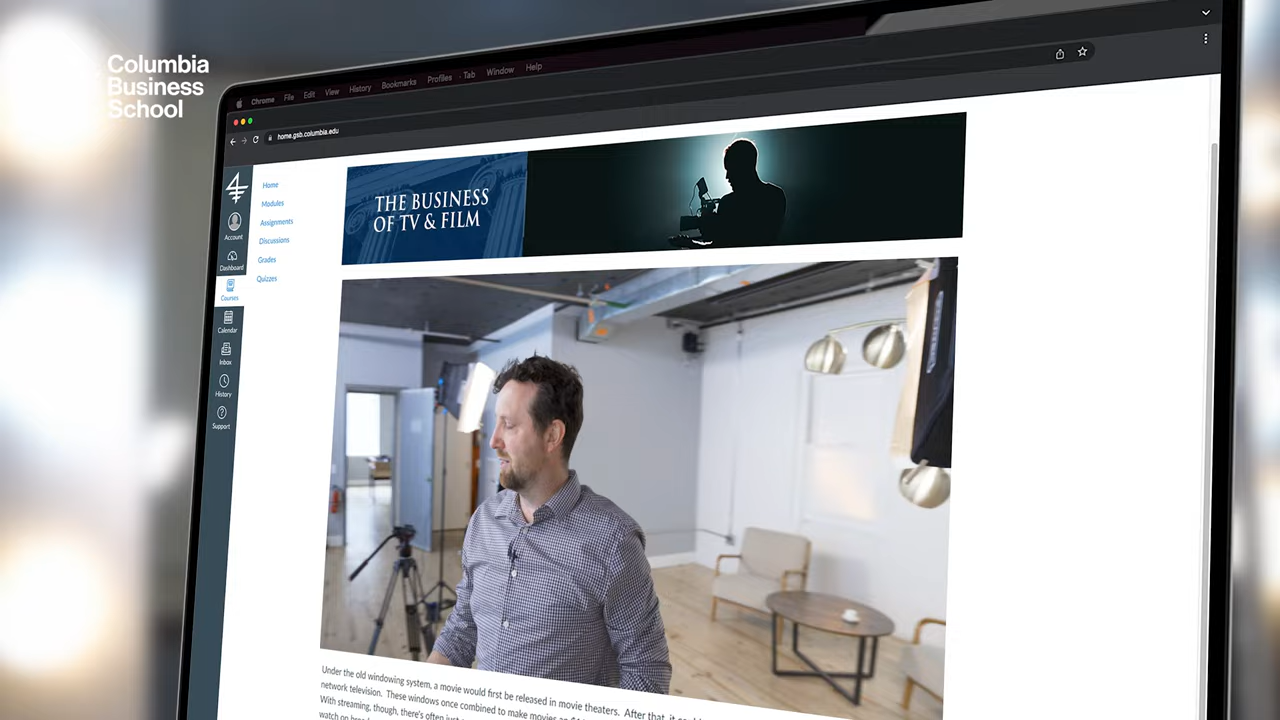 Columbia
Business
School
Chrome File Edit View History Bookmarks Profiles Tab Window Help
home.gsb.columbia.edu
Home
Modules
Assignments
Discussions
Grades
Quizzes
Account
Dashboard
Courses
Calendar
Inbox
History
Support
THE BUSINESS
OF TV & FILM
Under the old windowing system, a movie would first be released in movie theaters. After that, it
network television. These windows once combined to make movies an
With streaming, though, there's often just
watch on